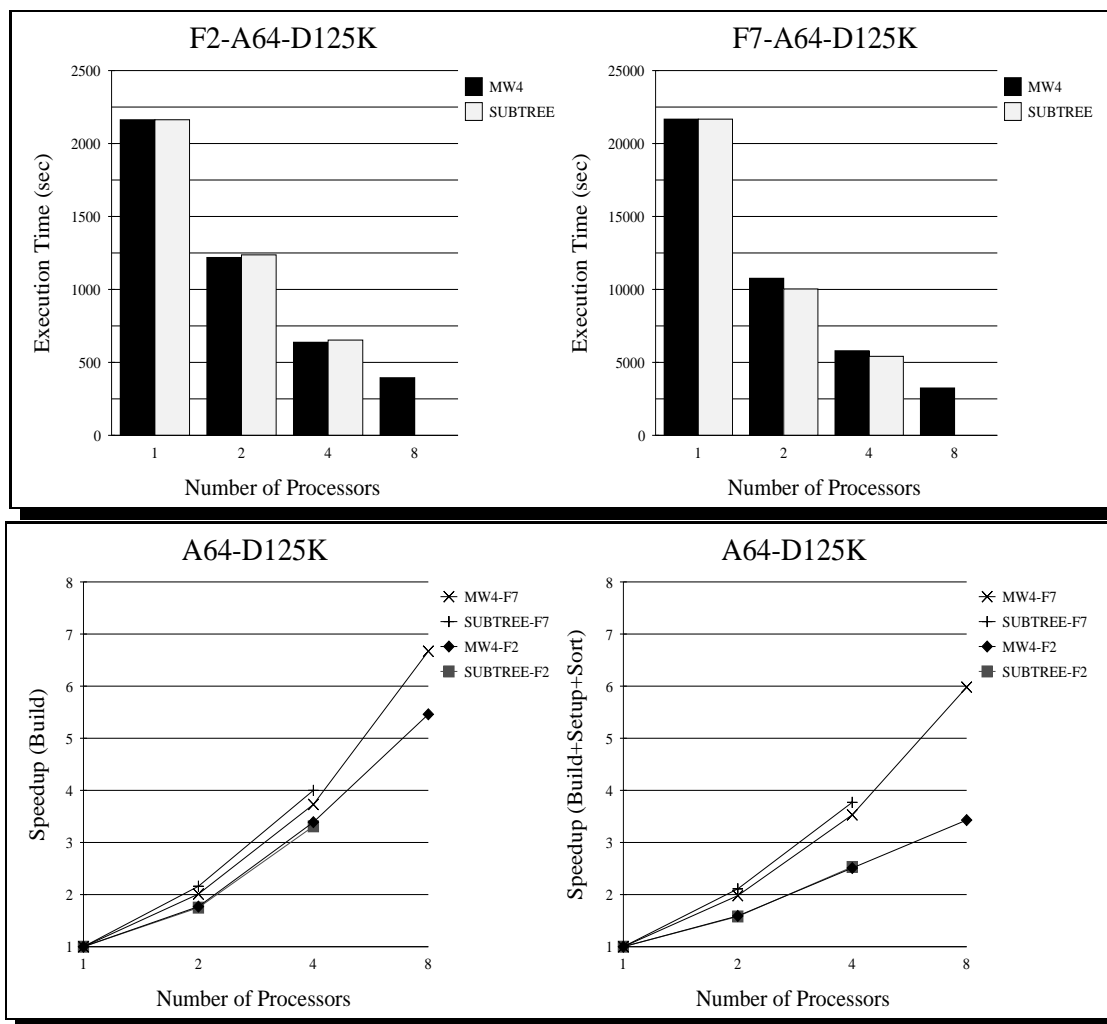 F2-A64-D125K
Execution Time (sec)
2500
2000
1500
1000
500
0
1 2 4 8
Number of Processors
MW4
SUBTREE
F7-A64-D125K
Execution Time (sec)
25000
20000
15000
10000
5000
0
1 2 4 8
Number of Processors
MW4
SUBTREE
A64-D125K
Speedup (Build)
8
7
6
5
4
3
2
1
1 2 4 8
Number of Processors
MW4-F7
SUBTREE-F7
MW4-F2
SUBTREE-F2
A64-D125K
Speedup (Build+Setup+Sort)
8
7
6
5
4
3
2
1
1 2 4 8
Number of Processors
MW4-F7
SUBTREE-F7
MW4-F2
SUBTREE-F2